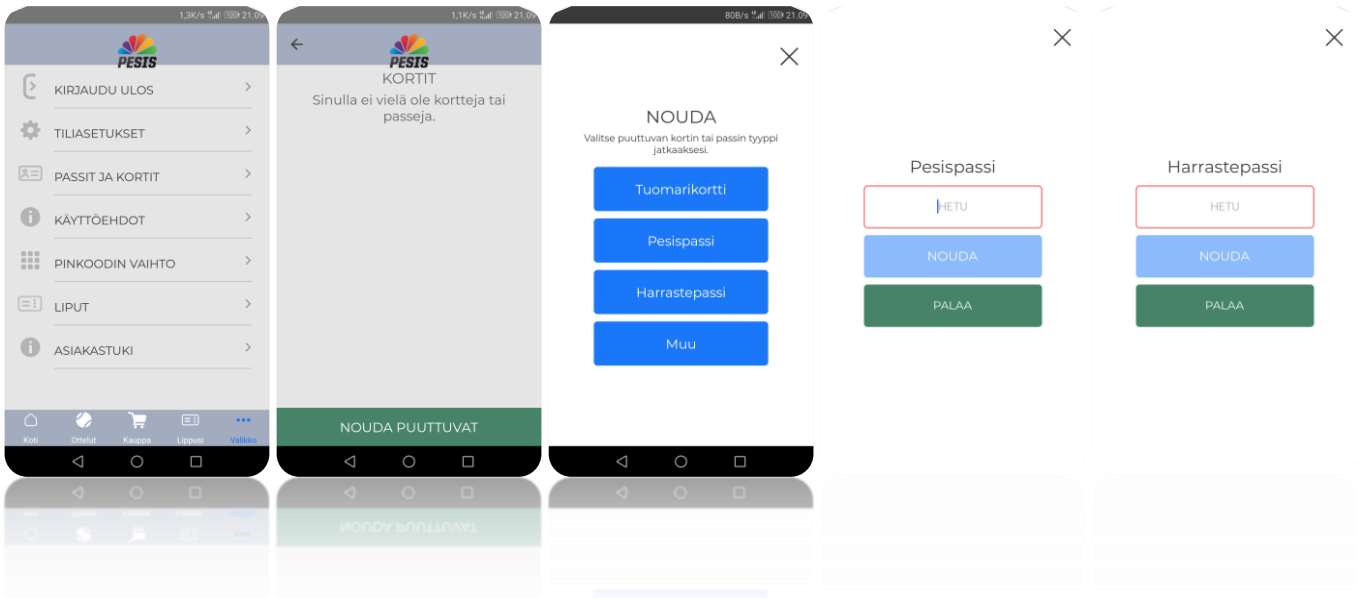 1,3K/s 100 21.09
PESIS
KIRJAUDU ULOS
TILIASETUKSET
PASSIT JA KORTIT
KÄYTTÖEHDOT
PINKOODIN VAIHTO
LIPUT
ASIAKASTUKI
Koti Ottelut Kauppa Lippusi Valikko
1,1K/s 100 21.09
PESIS
KORTIT
Sinulla ei vielä ole kortteja tai
passeja.
NOUDA PUUTTUVAT
80B/s 100 21.09
NOUDA
Valitse puuttuvan kortin tai passin tyyppi
jatkaaksesi.
Tuomarikortti
Pesispassi
Harrastepassi
Muu
Pesispassi
HETU
NOUDA
PALAA
Harrastepassi
HETU
NOUDA
PALAA